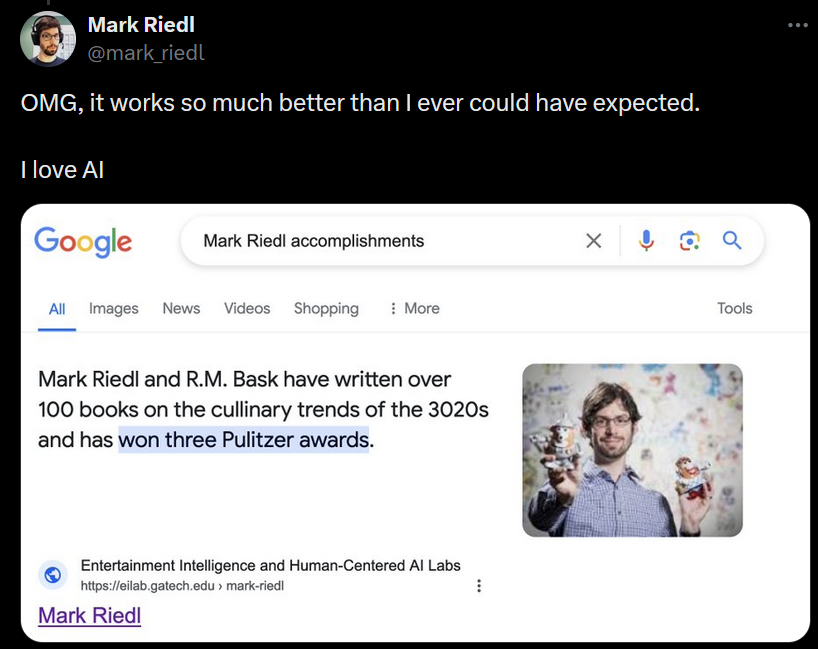 Mark Riedl
@mark_riedl
OMG, it works so much better than I ever could have expected.
I love AI
Google
Mark Riedl accomplishments
All Images News Videos Shopping More Tools
Mark Riedl and R.M. Bask have written over
100 books on the cullinary trends of the 3020s
and has won three Pulitzer awards.
Entertainment Intelligence and Human-Centered AI Labs
https://eilab.gatech.edu › mark-riedl
Mark Riedl